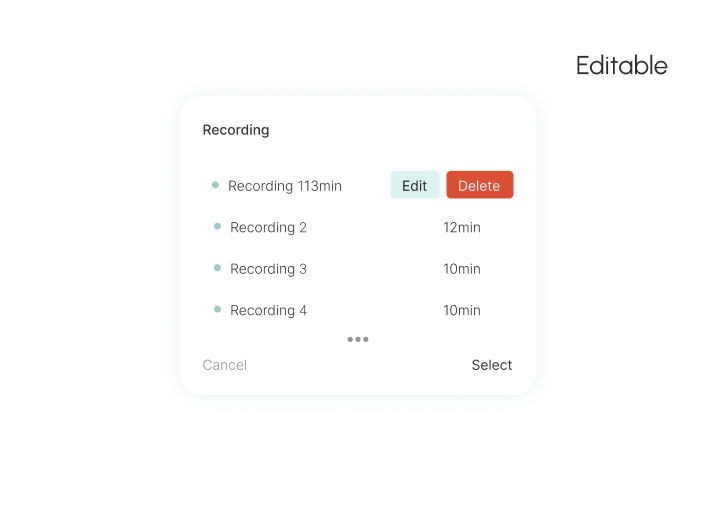 Editable
Recording
Recording 113min Edit Delete
Recording 2 12min
Recording 3 10min
Recording 4 10min
Cancel Select